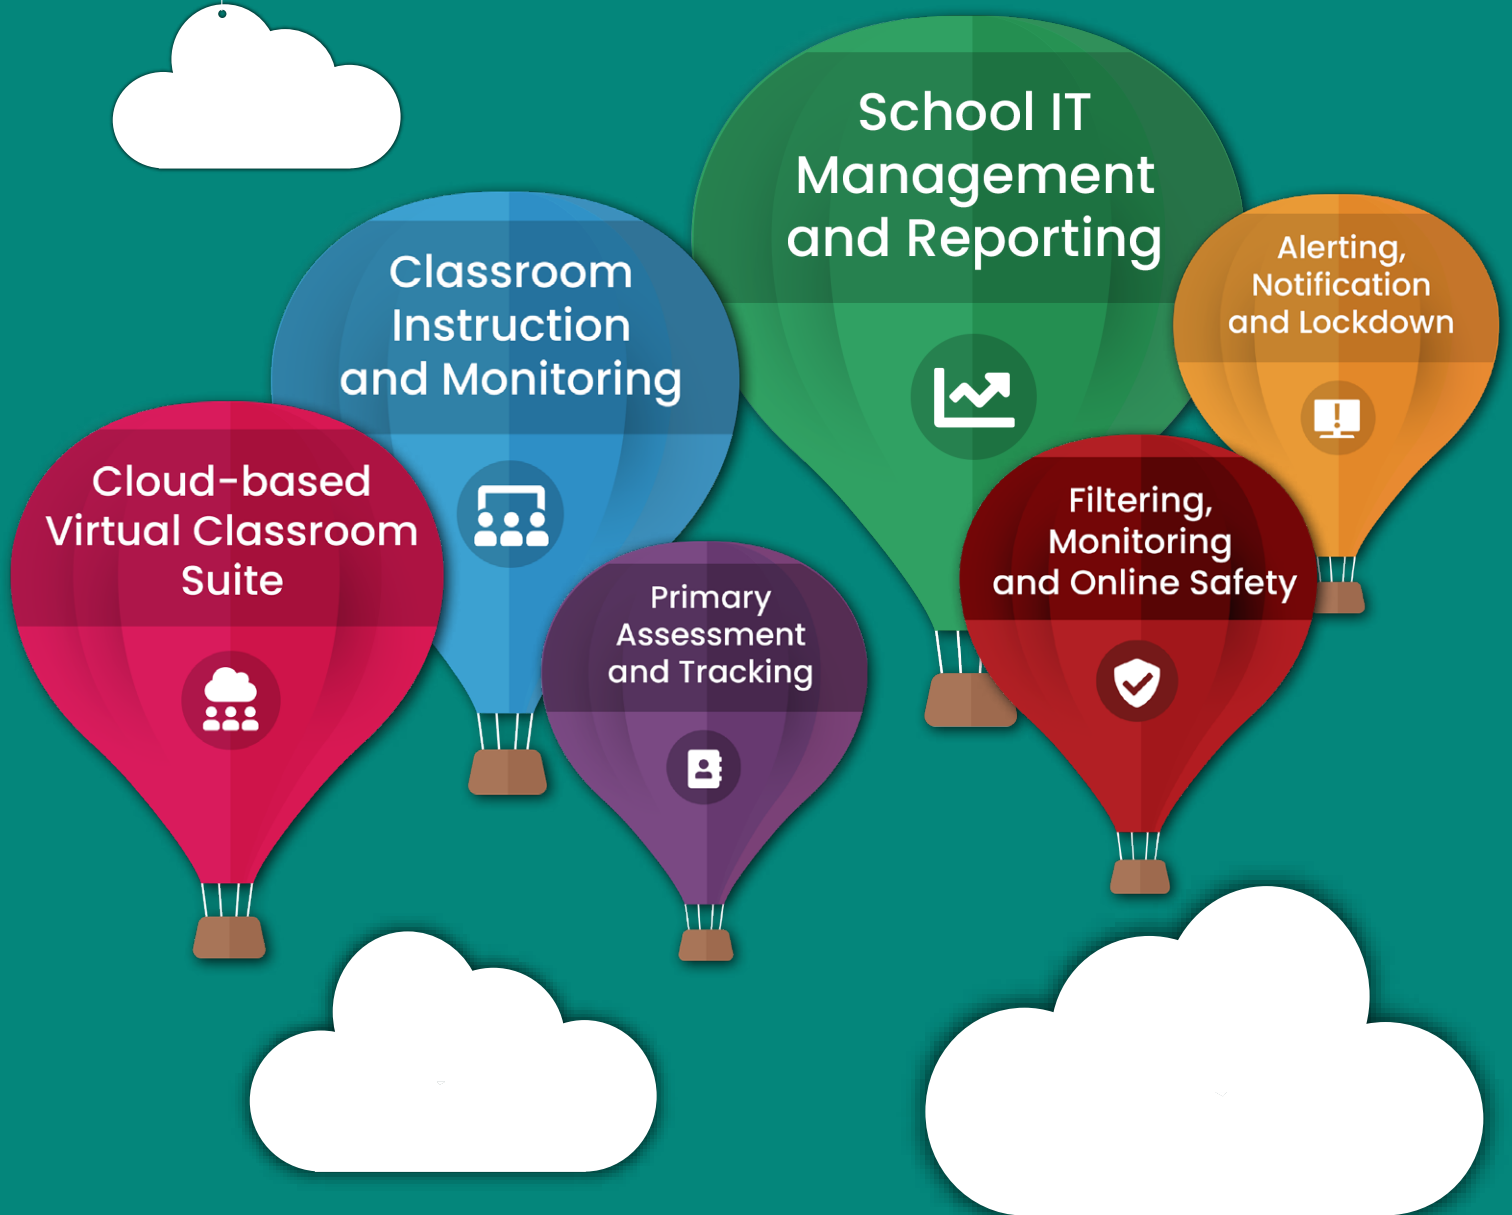 School IT
Management
and Reporting
Classroom
Instruction
and Monitoring
Alerting,
Notification
and Lockdown
Cloud-based
Virtual Classroom
Suite
Filtering,
Monitoring
and Online Safety
Primary
Assessment
and Tracking